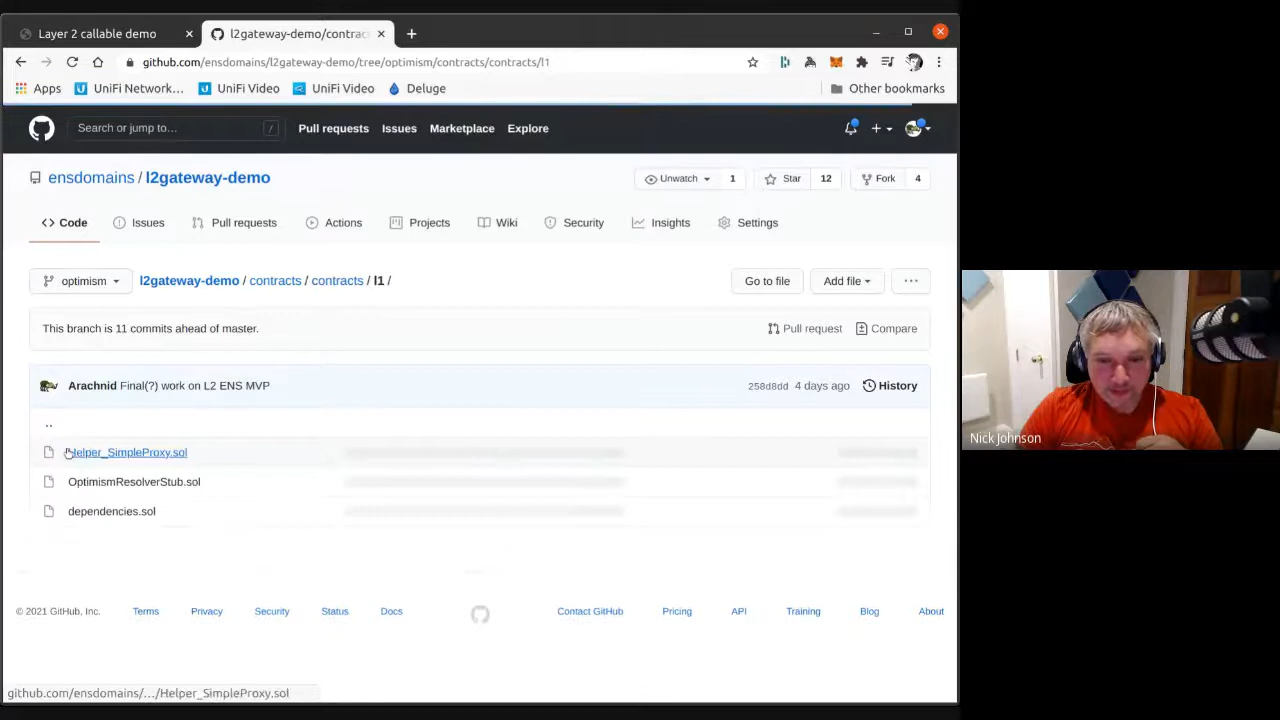 Layer 2 callable demo
l2gateway-demo/contrac
github.com/ensdomains/l2gateway-demo/tree/optimism/contracts/contracts/l1
Apps UniFi Network... UniFi Video UniFi Video Deluge Other bookmarks
Search or jump to... / Pull requests Issues Marketplace Explore
ensdomains / l2gateway-demo Unwatch 1 Star 12 Fork 4
<> Code Issues Pull requests Actions Projects Wiki Security Insights Settings
optimism l2gateway-demo / contracts / contracts / l1 / Go to file Add file ...
This branch is 11 commits ahead of master. Pull request Compare
Arachnid Final(?) work on L2 ENS MVP 258d8dd 4 days ago History
..
Helper_SimpleProxy.sol
OptimismResolverStub.sol
dependencies.sol
© 2021 GitHub, Inc. Terms Privacy Security Status Docs Contact GitHub Pricing API Training Blog About
github.com/ensdomains/.../Helper_SimpleProxy.sol
Nick Johnson